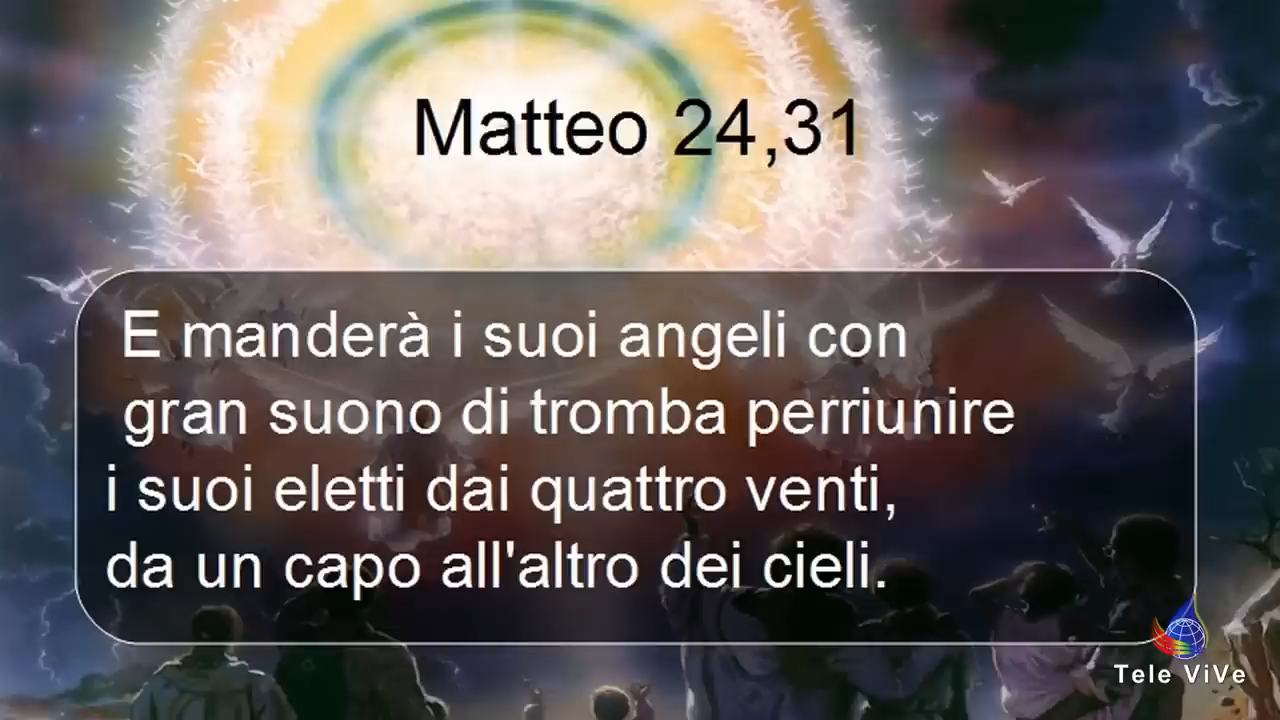 Matteo 24,31
E manderà i suoi angeli con
gran suono di tromba perriunire
i suoi eletti dai quattro venti,
da un capo all'altro dei cieli.
Tele ViVe